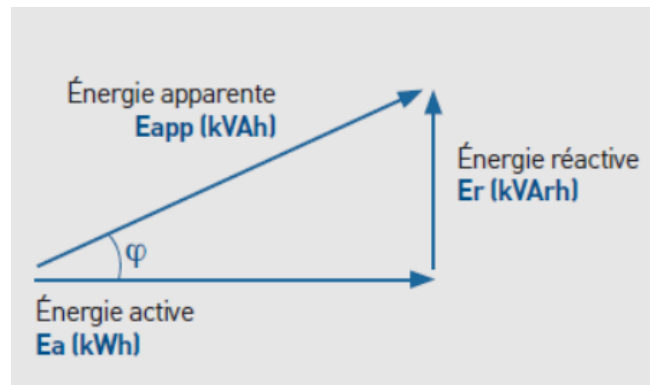 Énergie apparente
Eapp (kVAh)
Énergie réactive
Er (kVArh)
φ
Énergie active
Ea (kWh)